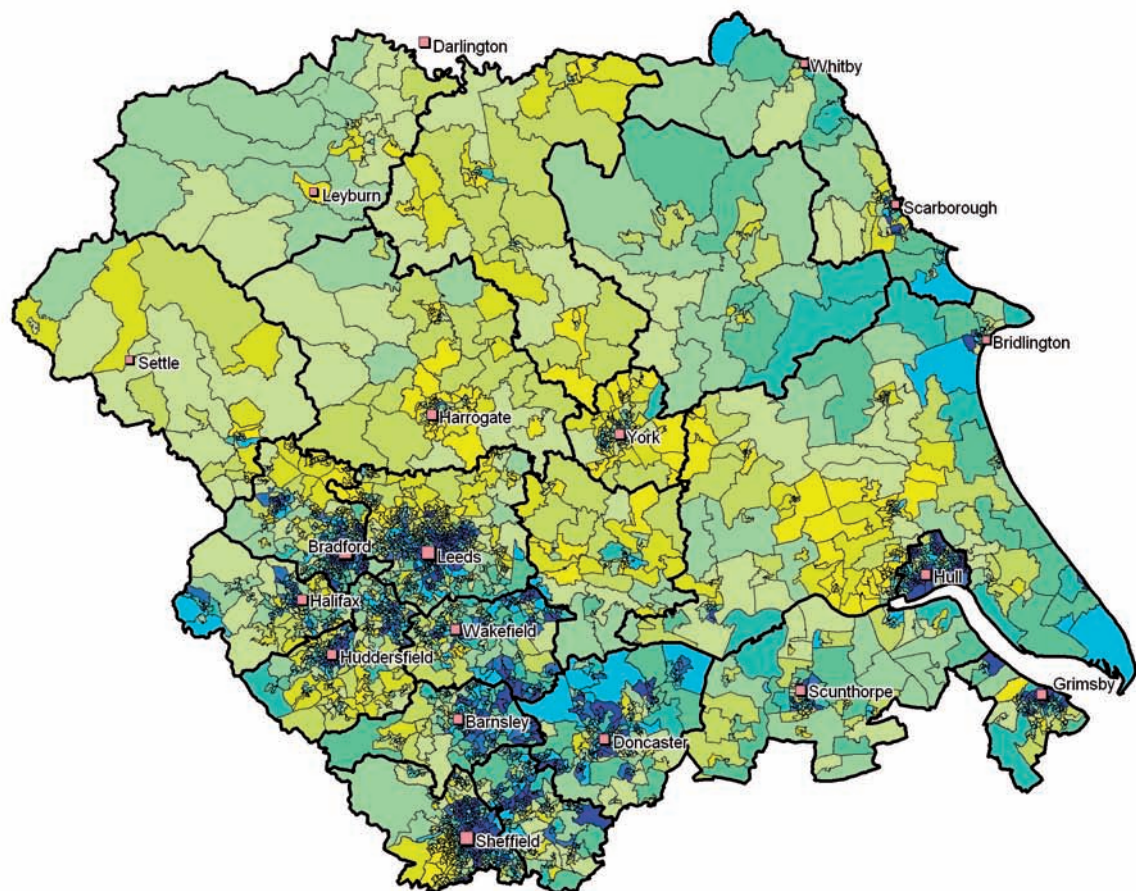 Darlington
Whitby
Leyburn
Scarborough
Bridlington
Settle
Harrogate
York
Bradford
Leeds
Hull
Halifax
Wakefield
Huddersfield
Scunthorpe
Grimsby
Barnsley
Doncaster
Sheffield